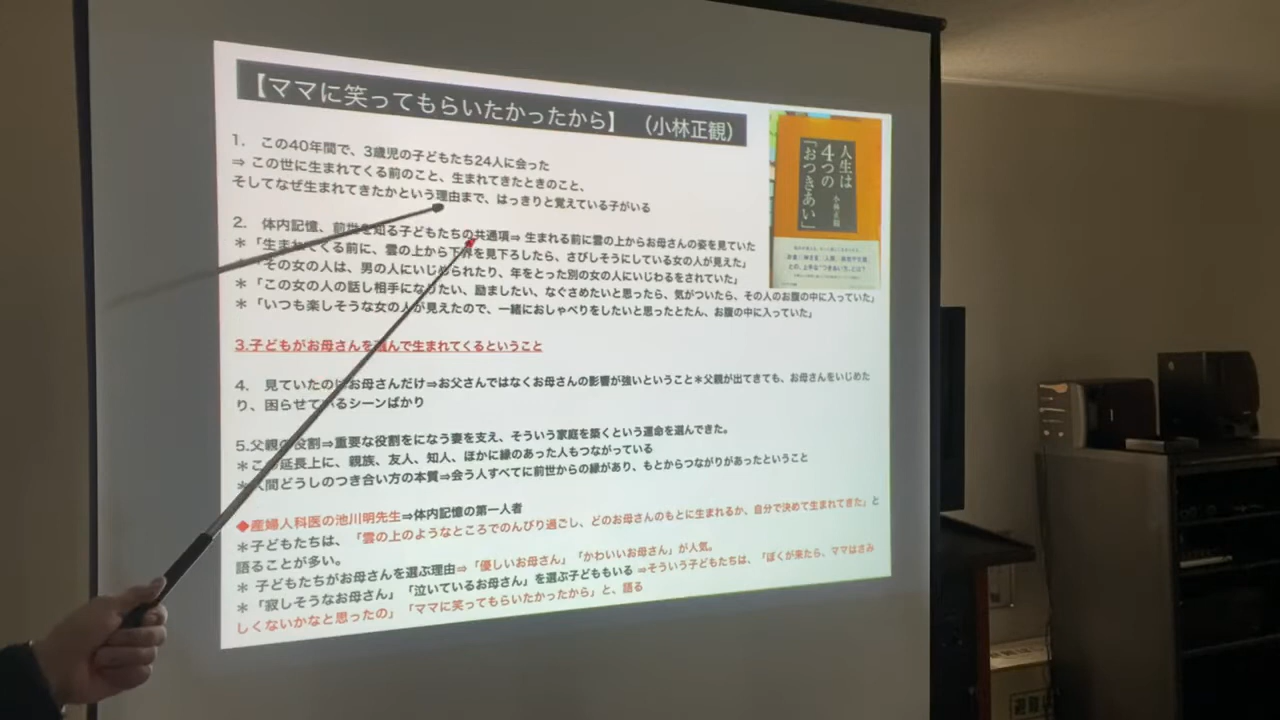 【ママに笑ってもらいたかったから】 （小林正観）
1. この40年間で、3歳児の子どもたち24人に会った
⇒ この世に生まれてくる前のこと、生まれてきたときのこと、
そしてなぜ生まれてきたかという理由まで、はっきりと覚えている子がいる
2. 体内記憶、前世を知る子どもたちの共通項⇒ 生まれる前に雲の上からお母さんの姿を見ていた
＊「生まれてくる前に、雲の上から下界を見下ろしたら、さびしそうにしている女の人が見えた」
＊「その女の人は、男の人にいじめられたり、年をとった別の女の人にいじわるをされていた」
＊「この女の人の話し相手になりたい、励ましたい、なぐさめたいと思ったら、気がついたら、その人のお腹の中に入っていた」
＊「いつも楽しそうな女の人が見えたので、一緒におしゃべりをしたいと思ったとたん、お腹の中に入っていた」
3.子どもがお母さんを選んで生まれてくるということ
4. 見ていたのはお母さんだけ⇒お父さんではなくお母さんの影響が強いということ＊父親が出てきても、お母さんをいじめた
り、困らせているシーンばかり
5.父親の役割⇒重要な役割をになう妻を支え、そういう家庭を築くという運命を選んできた。
＊この延長上に、親族、友人、知人、ほかに縁のあった人もつながっている
＊人間どうしのつき合い方の本質⇒会う人すべてに前世からの縁があり、もとからつながりがあったということ
◆産婦人科医の池川明先生⇒体内記憶の第一人者
＊子どもたちは、「雲の上のようなところでのんびり過ごし、どのお母さんのもとに生まれるか、自分で決めて生まれてきた」と
語ることが多い。
＊ 子どもたちがお母さんを選ぶ理由⇒「優しいお母さん」「かわいいお母さん」が人気。
＊「寂しそうなお母さん」「泣いているお母さん」を選ぶ子どももいる ⇒そういう子どもたちは、「ぼくが来たら、ママはさみ
しくないかなと思ったの」「ママに笑ってもらいたかったから」と、語る
人生は
4つの
「おつきあい」
小林正観